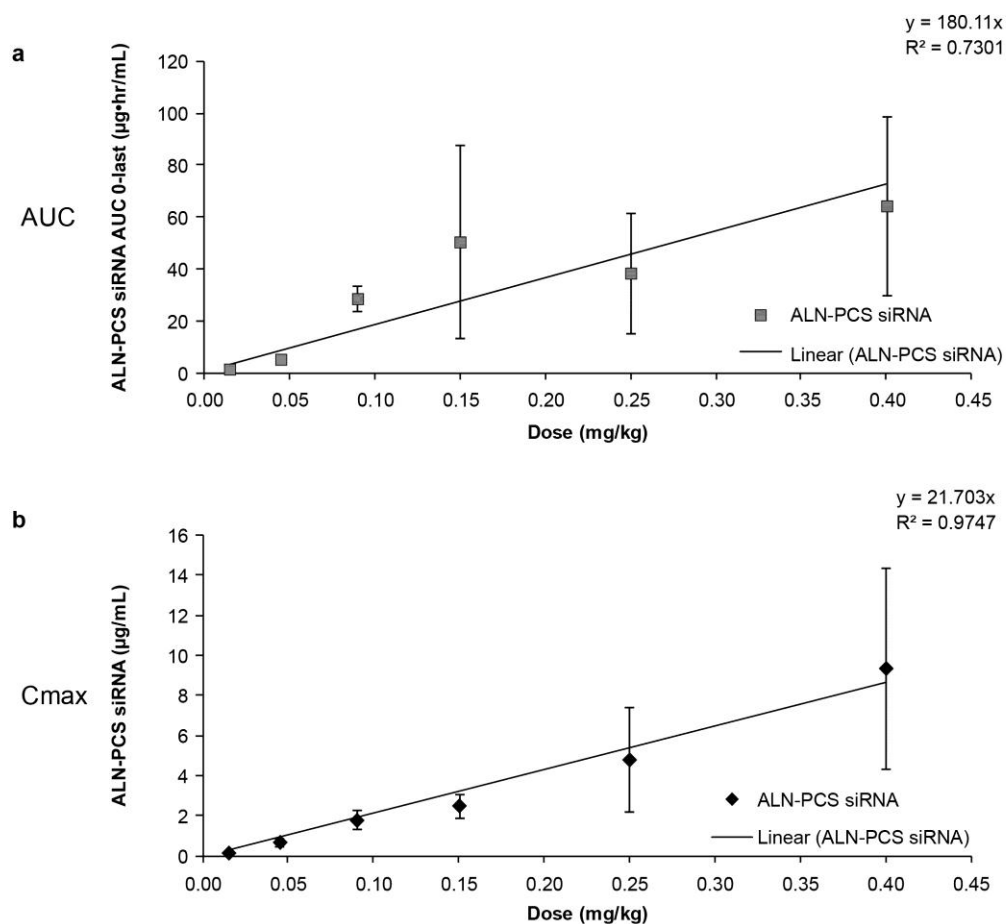 a
y = 180.11x
R² = 0.7301
AUC
ALN-PCS siRNA AUC 0-last (µg•hr/mL)
120
100
80
60
40
20
0
ALN-PCS siRNA
Linear (ALN-PCS siRNA)
0.00 0.05 0.10 0.15 0.20 0.25 0.30 0.35 0.40 0.45
Dose (mg/kg)
b
y = 21.703x
R² = 0.9747
Cmax
ALN-PCS siRNA (µg/mL)
16
14
12
10
8
6
4
2
0
ALN-PCS siRNA
Linear (ALN-PCS siRNA)
0.00 0.05 0.10 0.15 0.20 0.25 0.30 0.35 0.40 0.45
Dose (mg/kg)